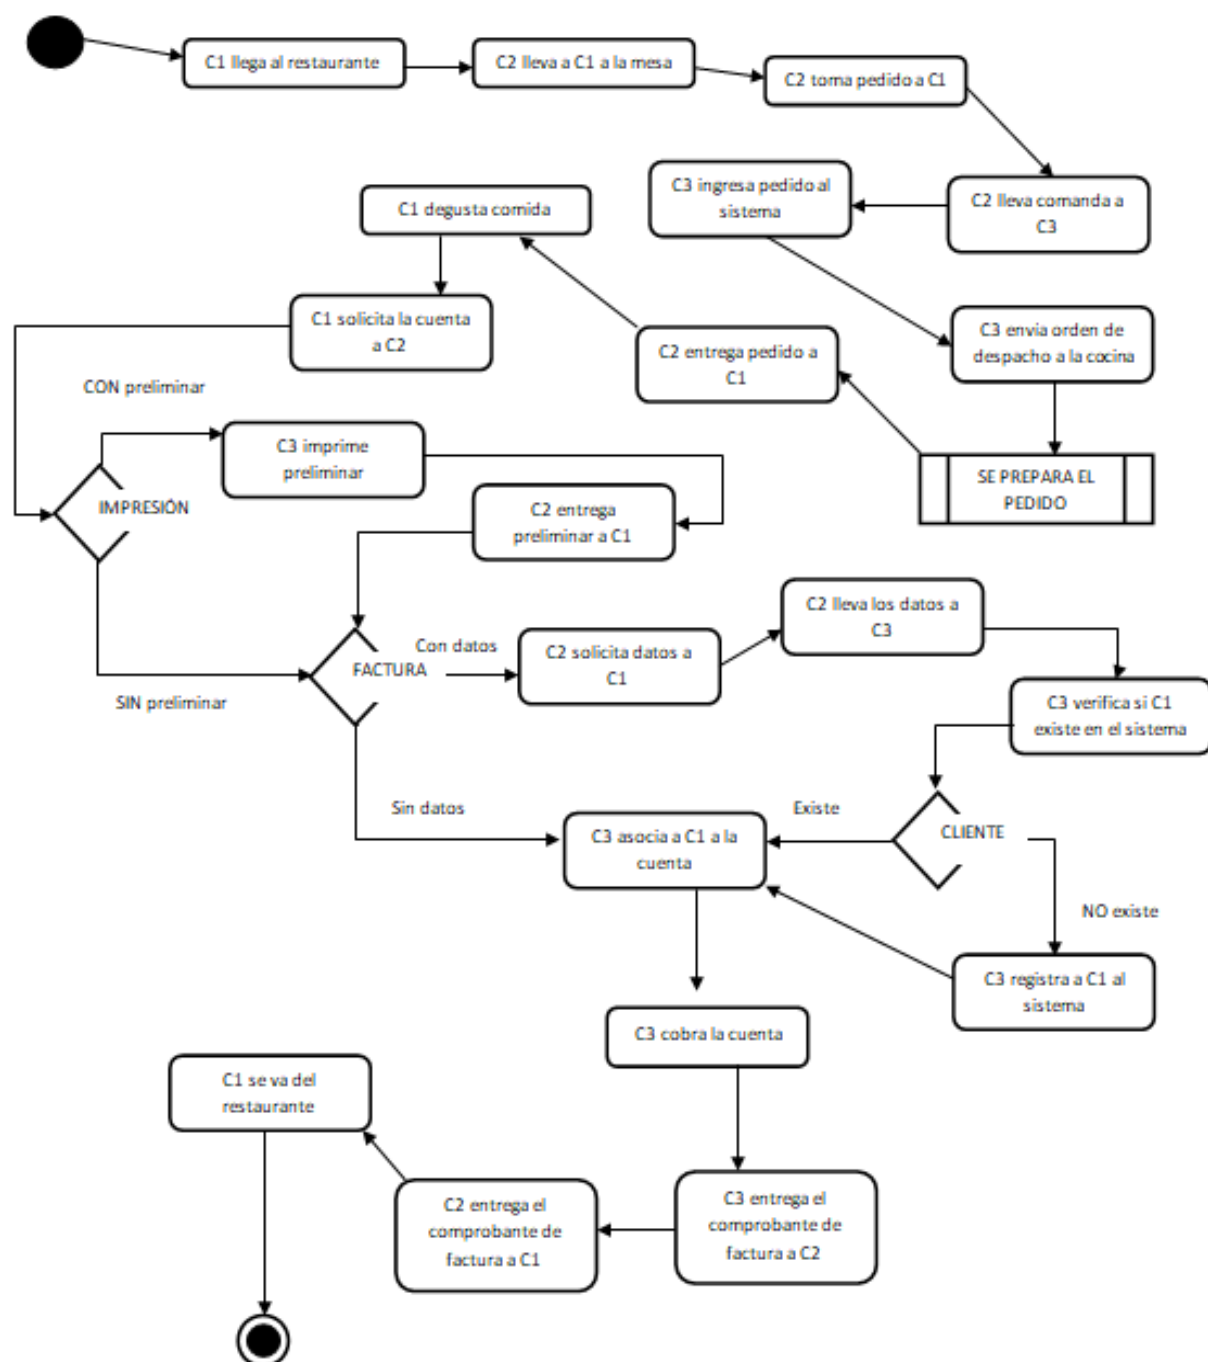 C1 llega al restaurante
C2 lleva a C1 a la mesa
C2 toma pedido a C1
C2 lleva comanda a
C3
C3 ingresa pedido al
sistema
C3 envia orden de
despacho a la cocina
SE PREPARA EL
PEDIDO
C2 entrega pedido a
C1
C1 degusta comida
C1 solicita la cuenta
a C2
CON preliminar
IMPRESIÓN
C3 imprime
preliminar
C2 entrega
preliminar a C1
SIN preliminar
FACTURA
Con datos
C2 solicita datos a
C1
C2 lleva los datos a
C3
C3 verifica si C1
existe en el sistema
CLIENTE
Existe
NO existe
C3 registra a C1 al
sistema
Sin datos
C3 asocia a C1 a la
cuenta
C3 cobra la cuenta
C3 entrega el
comprobante de
factura a C2
C2 entrega el
comprobante de
factura a C1
C1 se va del
restaurante